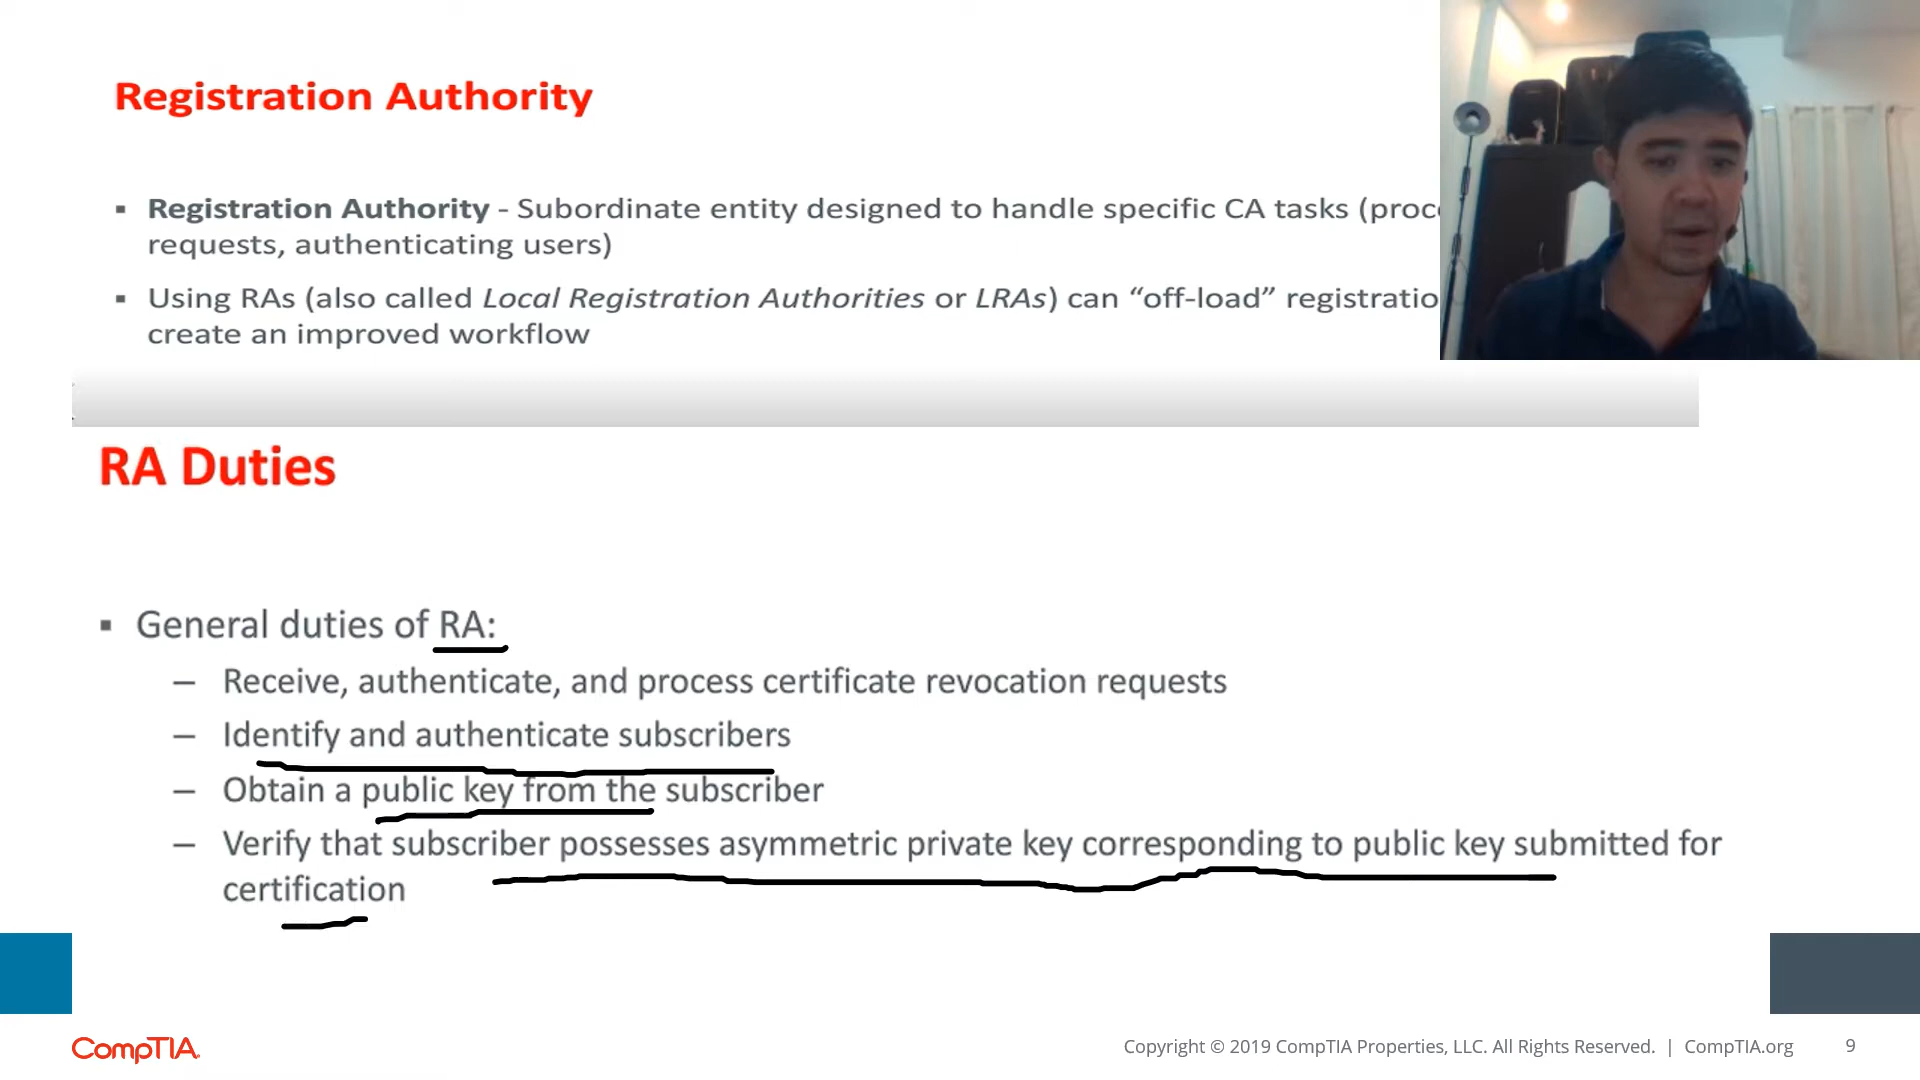 Registration Authority
▪ Registration Authority - Subordinate entity designed to handle specific CA tasks
requests, authenticating users)
▪ Using RAs (also called Local Registration Authorities or LRAs) can “off-load”
create an improved workflow
RA Duties
▪ General duties of RA:
– Receive, authenticate, and process certificate revocation requests
– Identify and authenticate subscribers
– Obtain a public key from the subscriber
– Verify that subscriber possesses asymmetric private key corresponding to public key submitted for
certification
CompTIA.
Copyright © 2019 CompTIA Properties, LLC. All Rights Reserved. | CompTIA.org 9